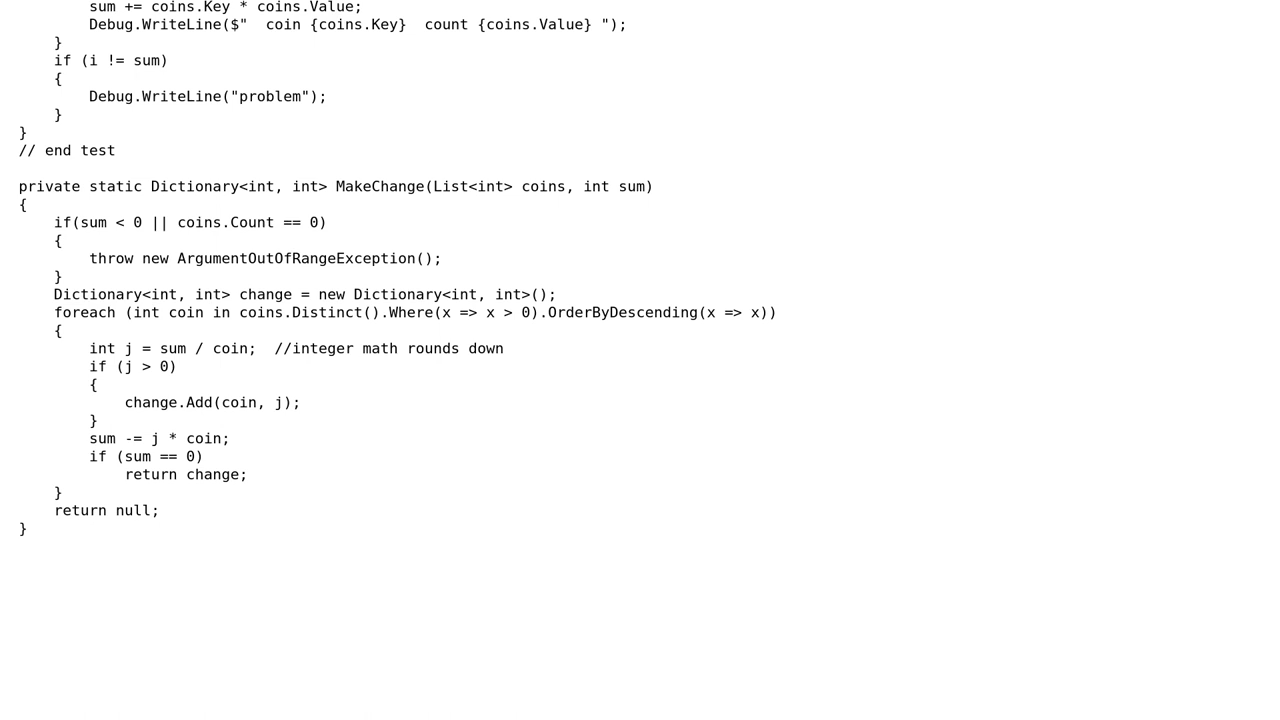 sum += coins.Key * coins.Value;
        Debug.WriteLine($"  coin {coins.Key}  count {coins.Value} ");
    }
    if (i != sum)
    {
        Debug.WriteLine("problem");
    }
}
// end test

private static Dictionary<int, int> MakeChange(List<int> coins, int sum)
{
    if(sum < 0 || coins.Count == 0)
    {
        throw new ArgumentOutOfRangeException();
    }
    Dictionary<int, int> change = new Dictionary<int, int>();
    foreach (int coin in coins.Distinct().Where(x => x > 0).OrderByDescending(x => x))
    {
        int j = sum / coin;  //integer math rounds down
        if (j > 0)
        {
            change.Add(coin, j);
        }
        sum -= j * coin;
        if (sum == 0)
            return change;
    }
    return null;
}